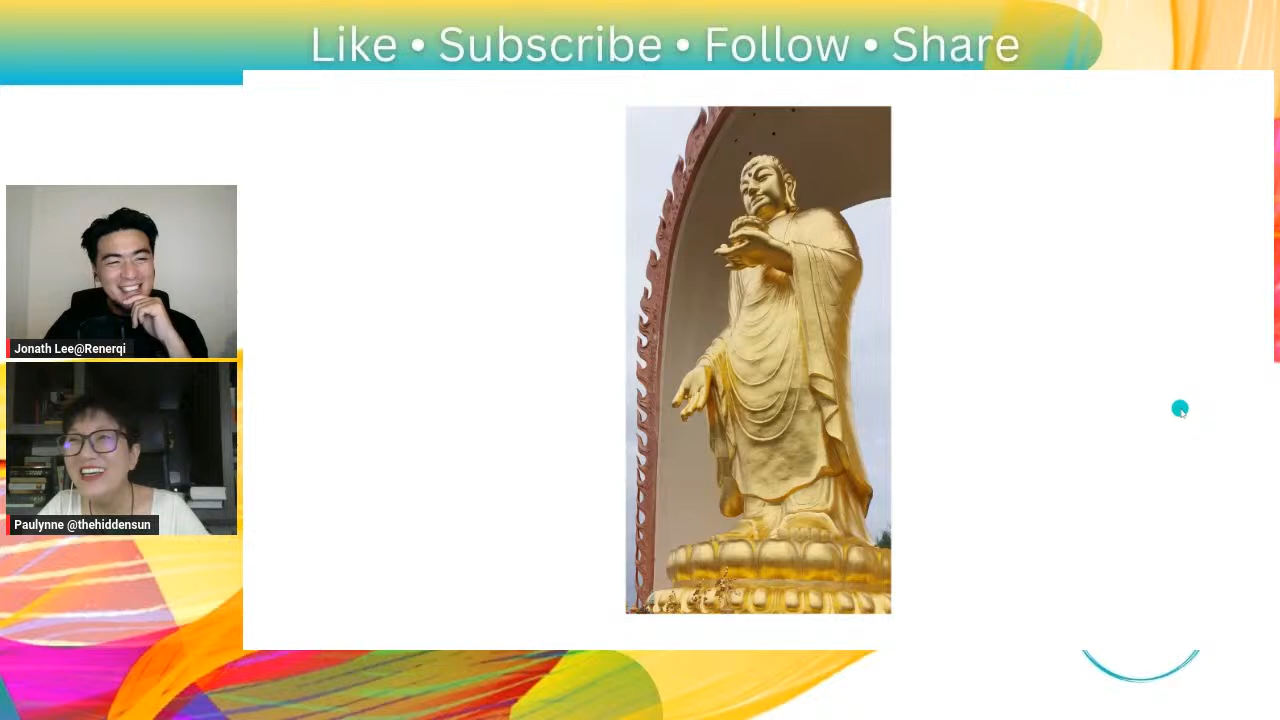 Like • Subscribe • Follow • Share
Jonath Lee@Renerqi
Paulynne @thehiddensun